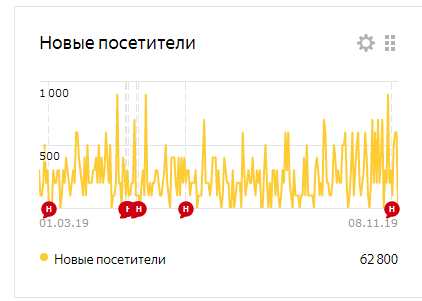 Новые посетители
1 000
500
Н Н Н Н Н
01.03.19 08.11.19
Новые посетители 62 800